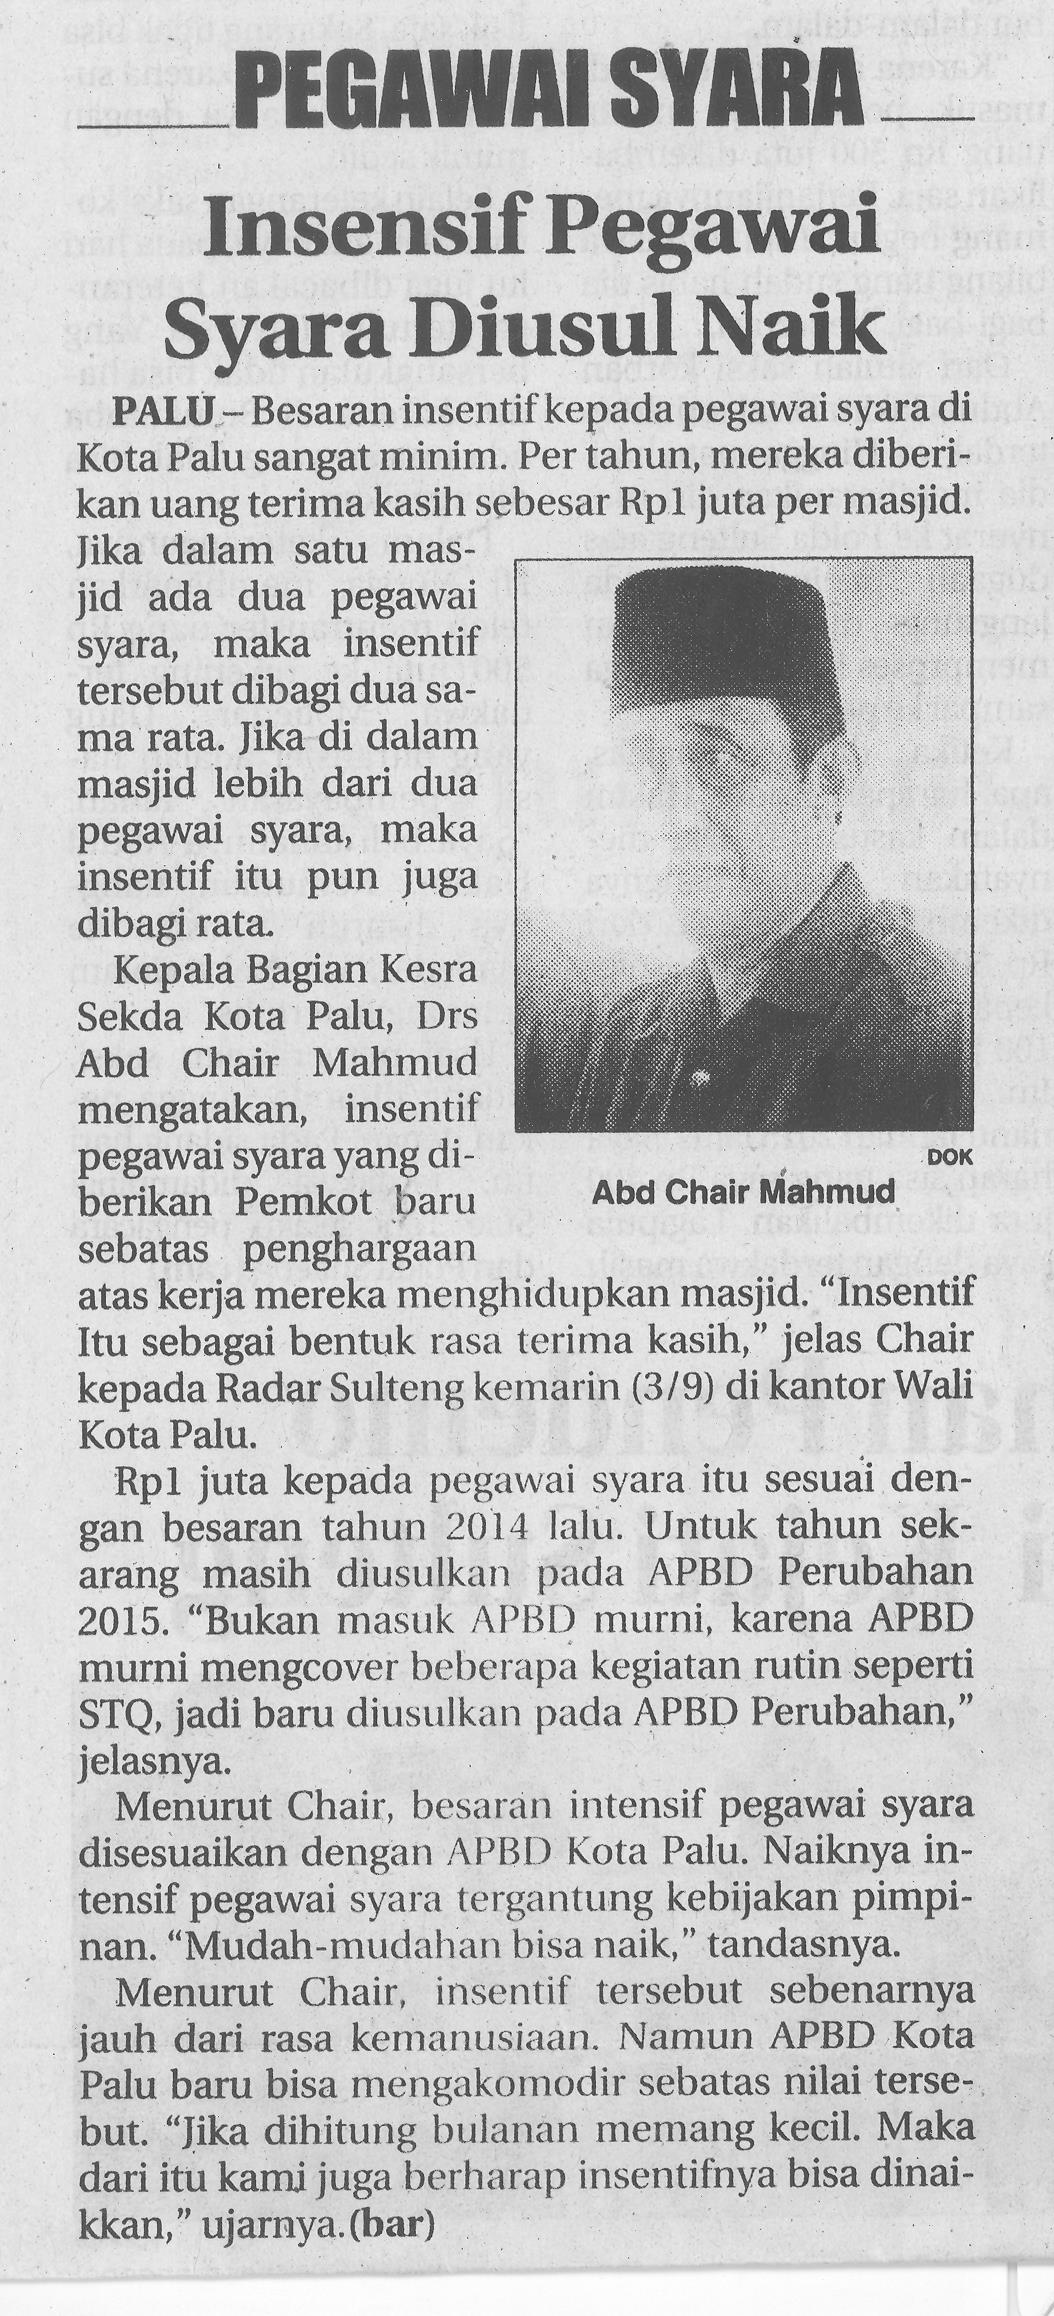 PEGAWAI SYARA
Insensif Pegawai
Syara Diusul Naik
PALU – Besaran insentif kepada pegawai syara di
Kota Palu sangat minim. Per tahun, mereka diberi-
kan uang terima kasih sebesar Rp1 juta per masjid.
Jika dalam satu mas-
jid ada dua pegawai
syara, maka insentif
tersebut dibagi dua sa-
ma rata. Jika di dalam
masjid lebih dari dua
pegawai syara, maka
insentif itu pun juga
dibagi rata.
Kepala Bagian Kesra
Sekda Kota Palu, Drs
Abd Chair Mahmud
mengatakan, insentif
pegawai syara yang di-
berikan Pemkot baru
sebatas penghargaan
DOK
Abd Chair Mahmud
atas kerja mereka menghidupkan masjid. “Insentif
Itu sebagai bentuk rasa terima kasih,” jelas Chair
kepada Radar Sulteng kemarin (3/9) di kantor Wali
Kota Palu.
Rp1 juta kepada pegawai syara itu sesuai den-
gan besaran tahun 2014 lalu. Untuk tahun sek-
arang masih diusulkan pada APBD Perubahan
2015. “Bukan masuk APBD murni, karena APBD
murni mengcover beberapa kegiatan rutin seperti
STQ, jadi baru diusulkan pada APBD Perubahan,”
jelasnya.
Menurut Chair, besaran intensif pegawai syara
disesuaikan dengan APBD Kota Palu. Naiknya in-
tensif pegawai syara tergantung kebijakan pimpi-
nan. “Mudah-mudahan bisa naik,” tandasnya.
Menurut Chair, insentif tersebut sebenarnya
jauh dari rasa kemanusiaan. Namun APBD Kota
Palu baru bisa mengakomodir sebatas nilai terse-
but. “Jika dihitung bulanan memang kecil. Maka
dari itu kami juga berharap insentifnya bisa dinai-
kkan,” ujarnya.(bar)